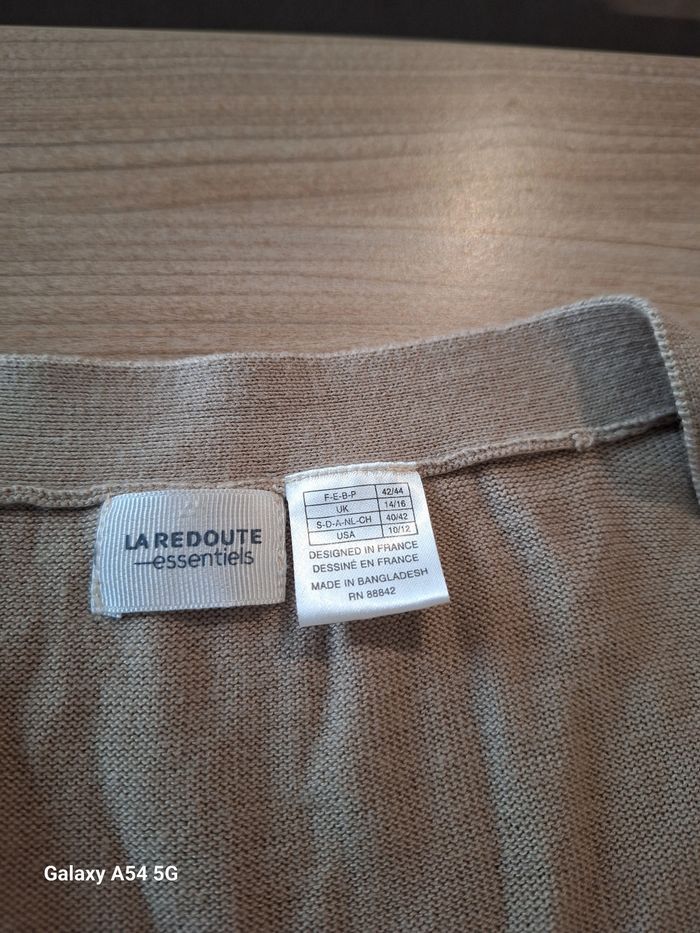 LA REDOUTE
essentiels
F-E-B-P 42/44
UK 14/16
S-D-A-NL-CH 40/42
USA 10/12
DESIGNED IN FRANCE
DESSINÉ EN FRANCE
MADE IN BANGLADESH
RN 88842
Galaxy A54 5G